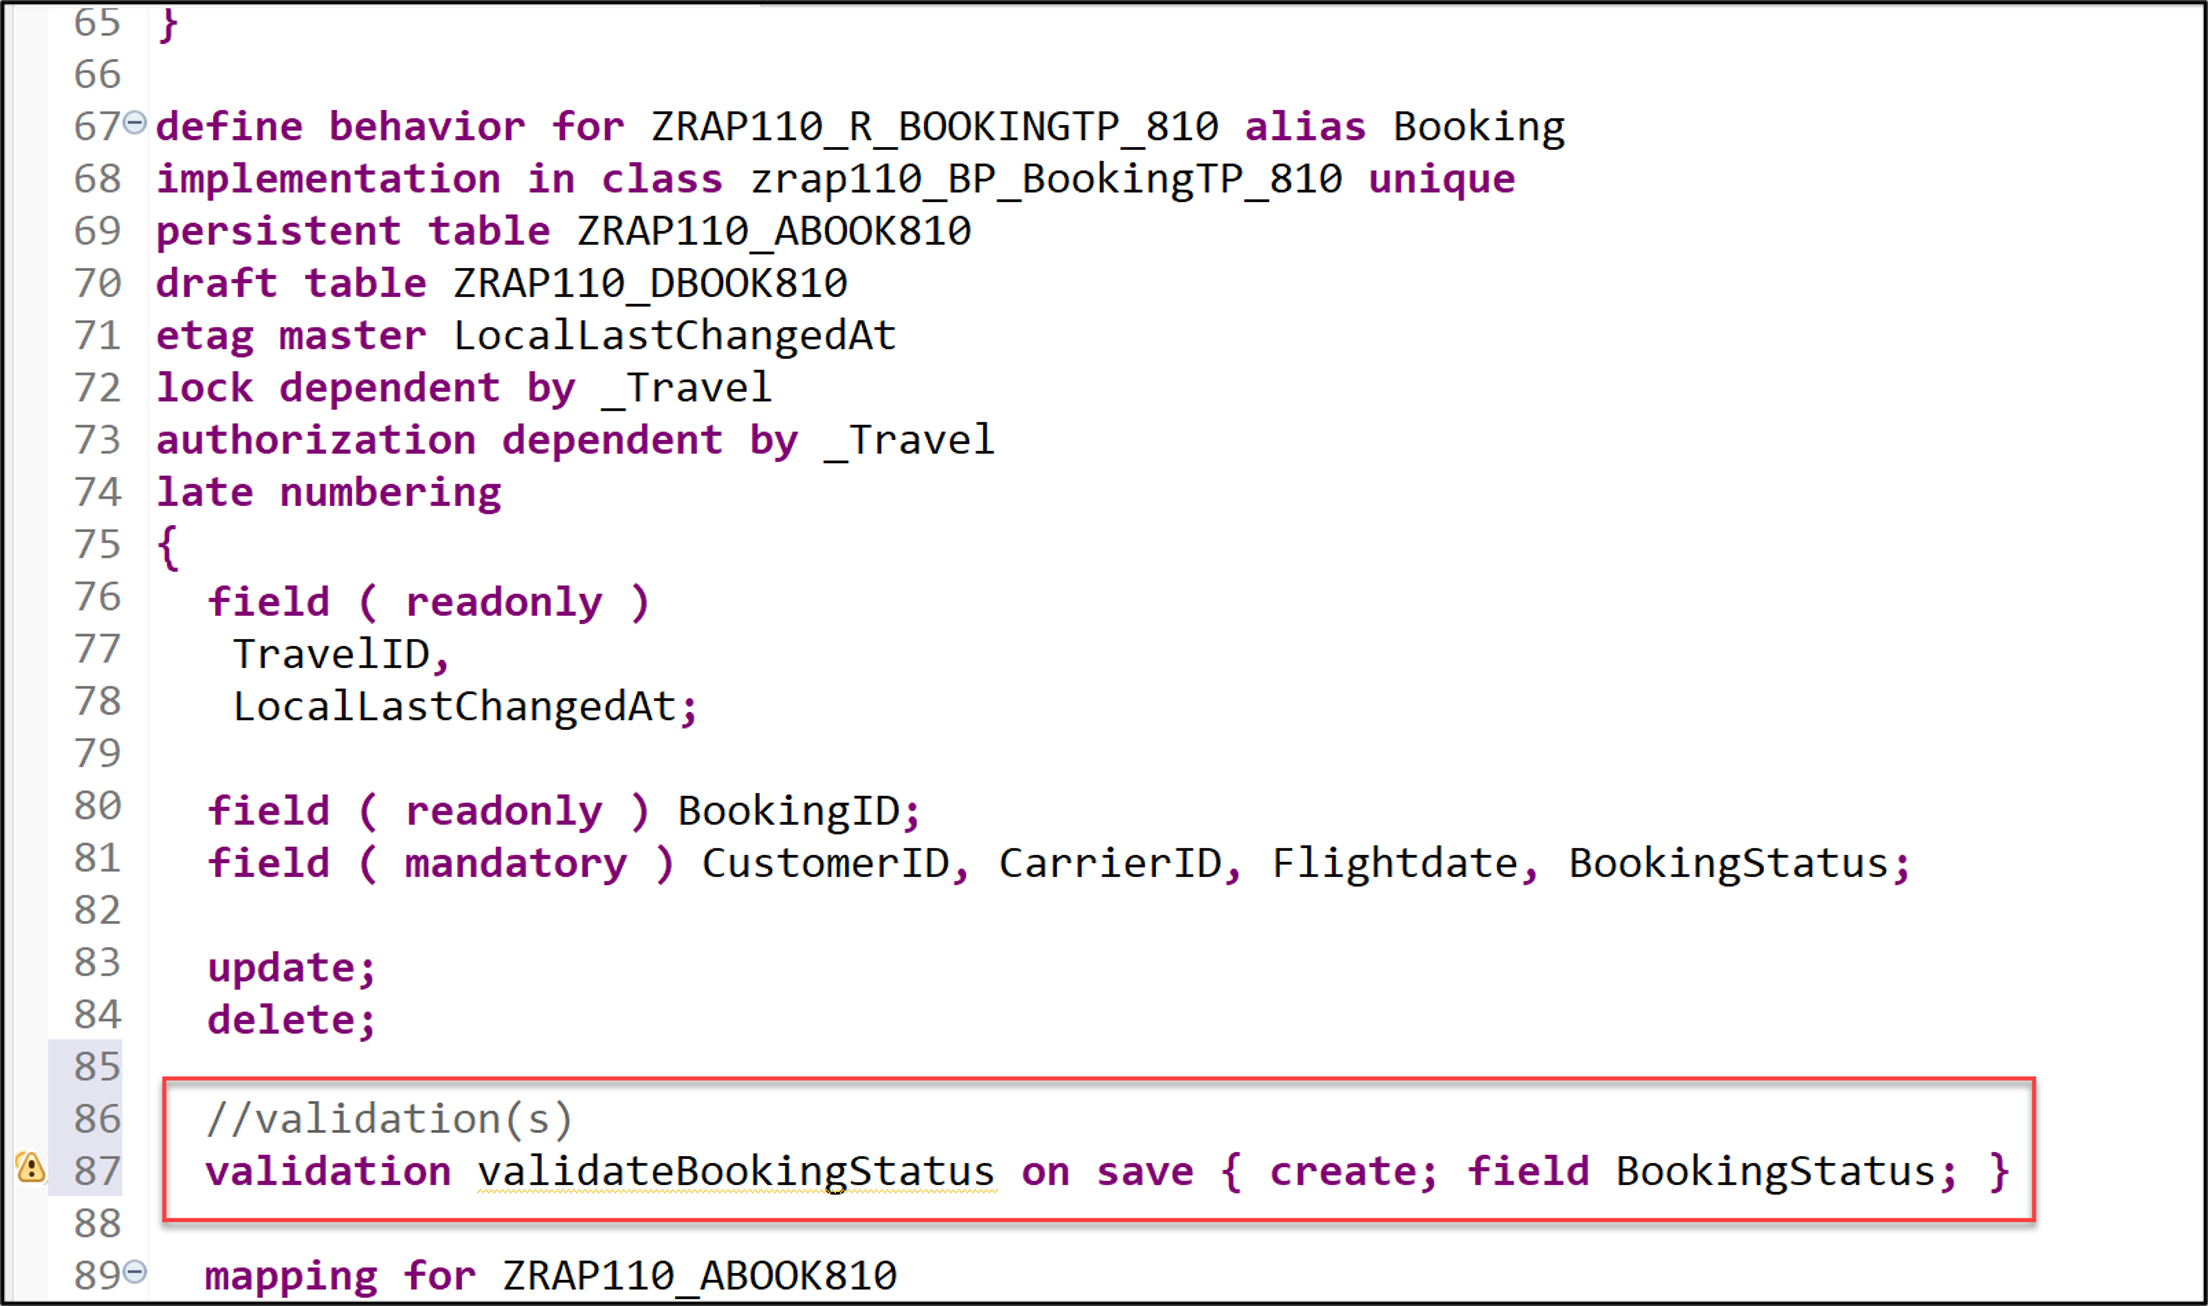 65 }
66
67 define behavior for ZRAP110_R_BOOKINGTP_810 alias Booking
68 implementation in class zrap110_BP_BookingTP_810 unique
69 persistent table ZRAP110_ABOOK810
70 draft table ZRAP110_DBOOK810
71 etag master LocalLastChangedAt
72 lock dependent by _Travel
73 authorization dependent by _Travel
74 late numbering
75 {
76 field ( readonly )
77 TravelID,
78 LocalLastChangedAt;
79
80 field ( readonly ) BookingID;
81 field ( mandatory ) CustomerID, CarrierID, Flightdate, BookingStatus;
82
83 update;
84 delete;
85
86 //validation(s)
87 validation validateBookingStatus on save { create; field BookingStatus; }
88
89 mapping for ZRAP110_ABOOK810